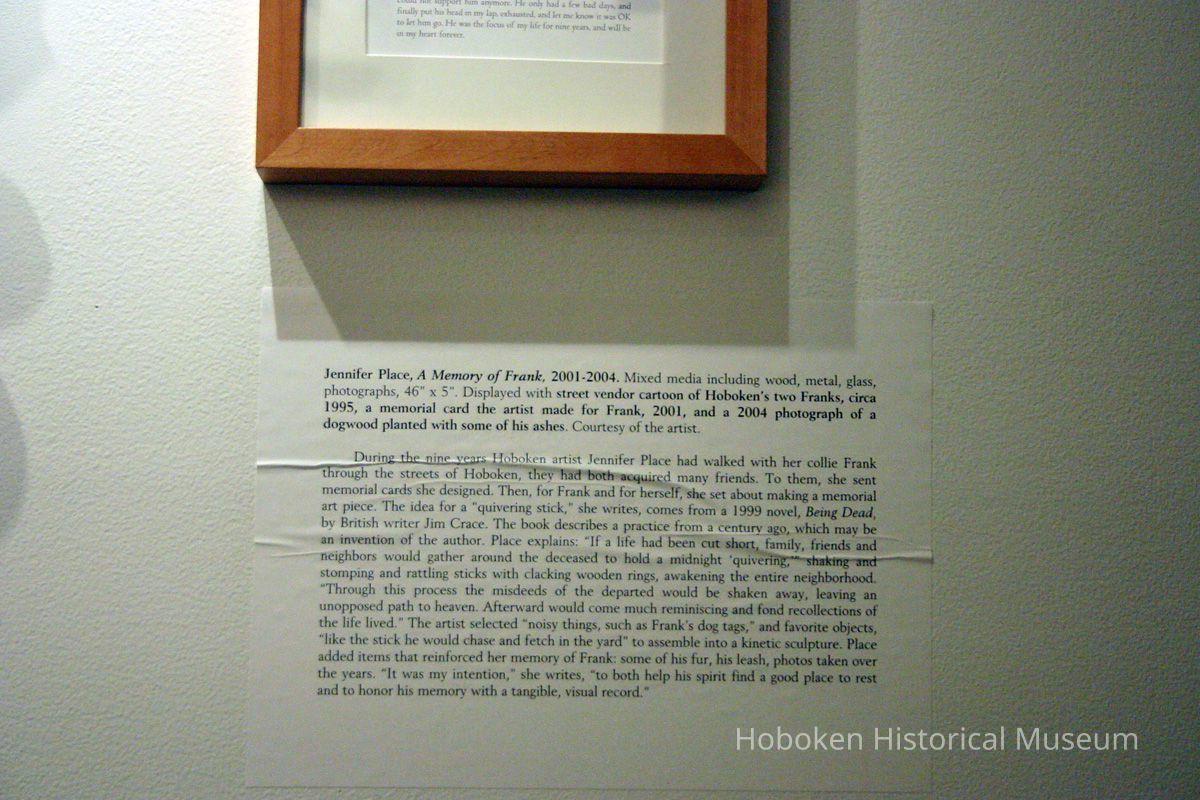 could not support him anymore. He only had a few bad days, and
finally put his head in my lap, exhausted, and let me know it was OK
to let him go. He was the focus of my life for nine years, and will be
in my heart forever.
Jennifer Place, A Memory of Frank, 2001-2004. Mixed media including wood, metal, glass,
photographs, 46" x 5". Displayed with street vendor cartoon of Hoboken's two Franks, circa
1995, a memorial card the artist made for Frank, 2001, and a 2004 photograph of a
dogwood planted with some of his ashes. Courtesy of the artist.
During the nine years Hoboken artist Jennifer Place had walked with her collie Frank
through the streets of Hoboken, they had both acquired many friends. To them, she sent
memorial cards she designed. Then, for Frank and for herself, she set about making a memorial
art piece. The idea for a "quivering stick," she writes, comes from a 1999 novel, Being Dead,
by British writer Jim Crace. The book describes a practice from a century ago, which may be
an invention of the author. Place explains: "If a life had been cut short, family, friends and
neighbors would gather around the deceased to hold a midnight 'quivering,'" shaking and
stomping and rattling sticks with clacking wooden rings, awakening the entire neighborhood.
"Through this process the misdeeds of the departed would be shaken away, leaving an
unopposed path to heaven. Afterward would come much reminiscing and fond recollections of
the life lived." The artist selected "noisy things, such as Frank's dog tags," and favorite objects,
"like the stick he would chase and fetch in the yard" to assemble into a kinetic sculpture. Place
added items that reinforced her memory of Frank: some of his fur, his leash, photos taken over
the years. "It was my intention," she writes, "to both help his spirit find a good place to rest
and to honor his memory with a tangible, visual record."
Hoboken Historical Museum